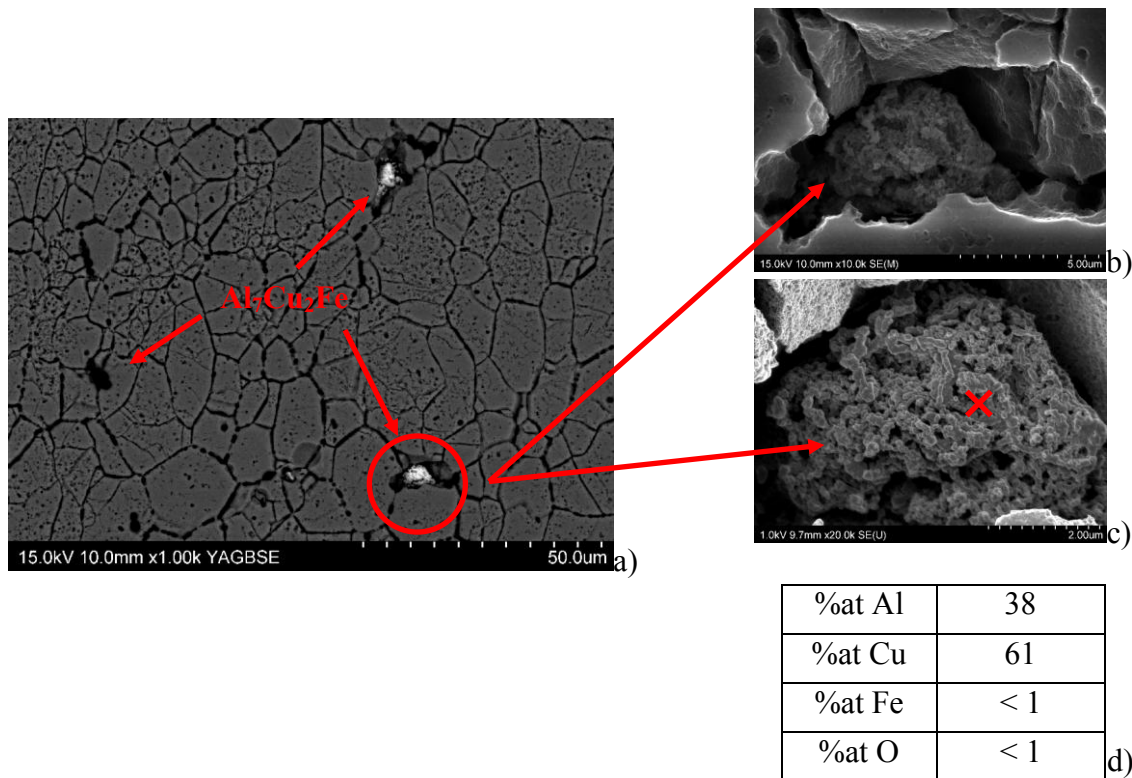 Al₇Cu₂Fe
15.0kV 10.0mm x1.00k YAGBSE 50.0um
a)
15.0kV 10.0mm x10.0k SE(M) 5.00um
b)
1.0kV 9.7mm x20.0k SE(U) 2.00um
c)
%at Al 38
%at Cu 61
%at Fe < 1
%at O < 1
d)